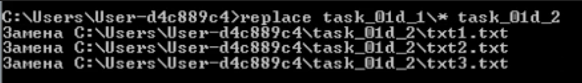 C:\Users\User-d4c889c4>replace task_01d_1\* task_01d_2
Замена C:\Users\User-d4c889c4\task_01d_2\txt1.txt
Замена C:\Users\User-d4c889c4\task_01d_2\txt2.txt
Замена C:\Users\User-d4c889c4\task_01d_2\txt3.txt